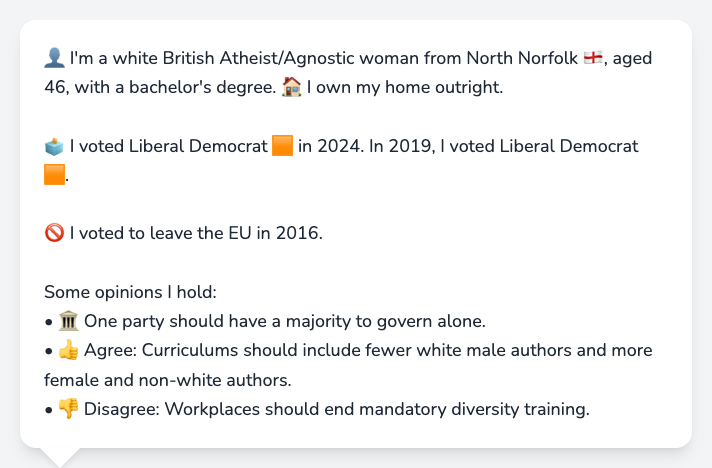 👤 I'm a white British Atheist/Agnostic woman from North Norfolk 🏴󠁧󠁢󠁥󠁮󠁧󠁿, aged
46, with a bachelor's degree. 🏠 I own my home outright.
🗳️ I voted Liberal Democrat 🟧 in 2024. In 2019, I voted Liberal Democrat
🟧.
🚫 I voted to leave the EU in 2016.
Some opinions I hold:
• 🏛️ One party should have a majority to govern alone.
• 👍 Agree: Curriculums should include fewer white male authors and more
female and non-white authors.
• 👎 Disagree: Workplaces should end mandatory diversity training.